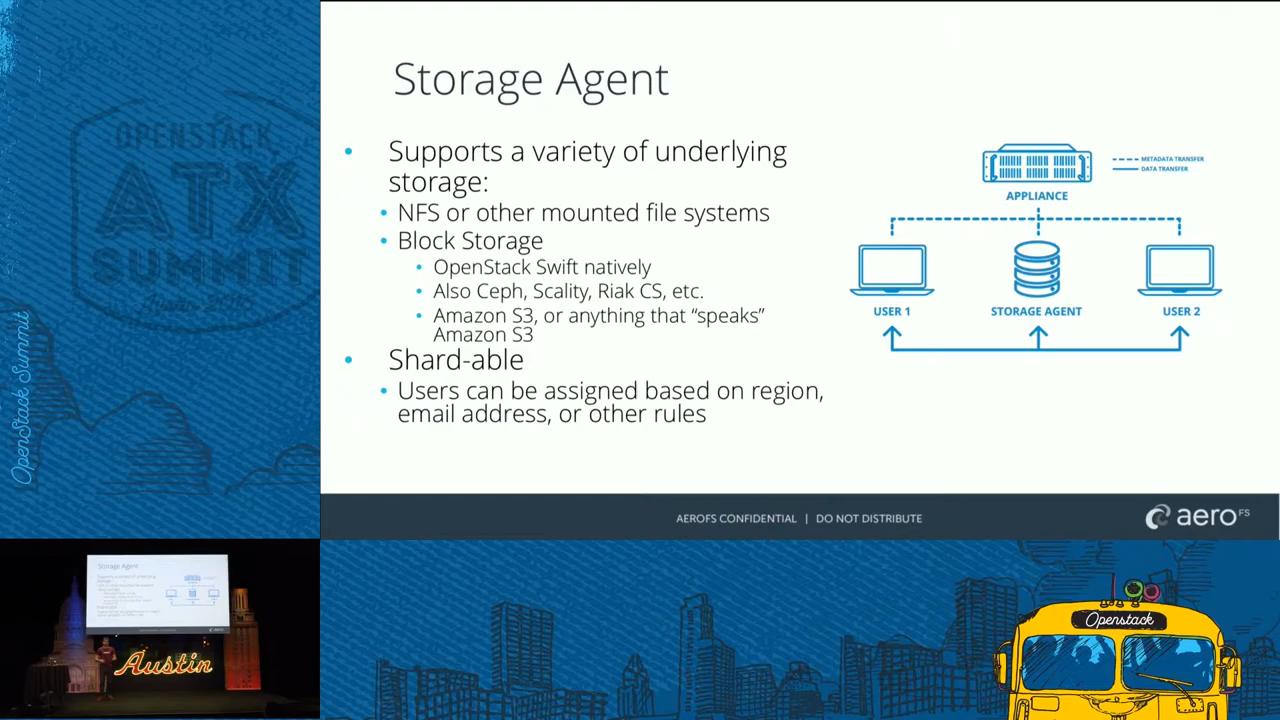 OPENSTACK
ATX
SUMMIT
OpenStack Summit
Storage Agent
• Supports a variety of underlying
storage:
• NFS or other mounted file systems
• Block Storage
• OpenStack Swift natively
• Also Ceph, Scality, Riak CS, etc.
• Amazon S3, or anything that “speaks”
Amazon S3
• Shard-able
• Users can be assigned based on region,
email address, or other rules
METADATA TRANSFER
DATA TRANSFER
APPLIANCE
USER 1
STORAGE AGENT
USER 2
AEROFS CONFIDENTIAL | DO NOT DISTRIBUTE
aeroFS
Storage Agent
Austin
Openstack